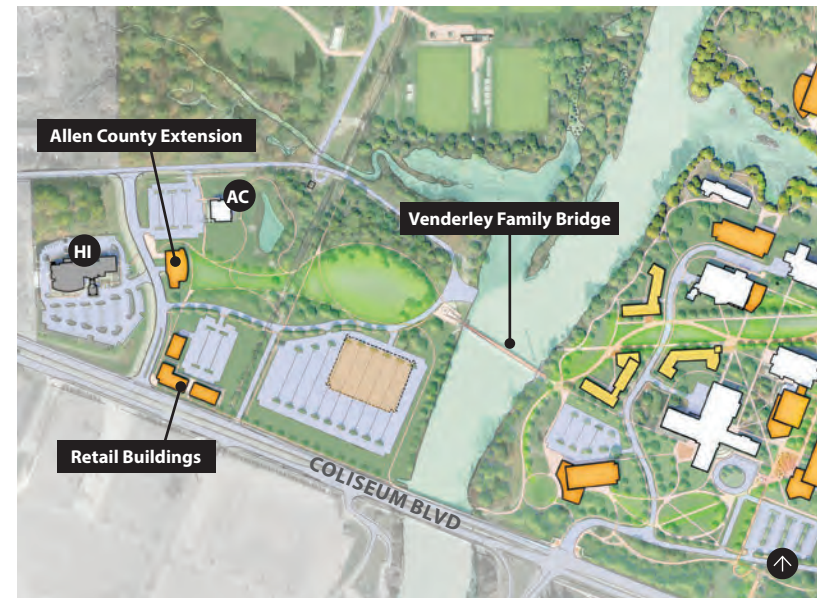 Allen County Extension
AC
Venderley Family Bridge
HI
Retail Buildings
COLISEUM BLVD